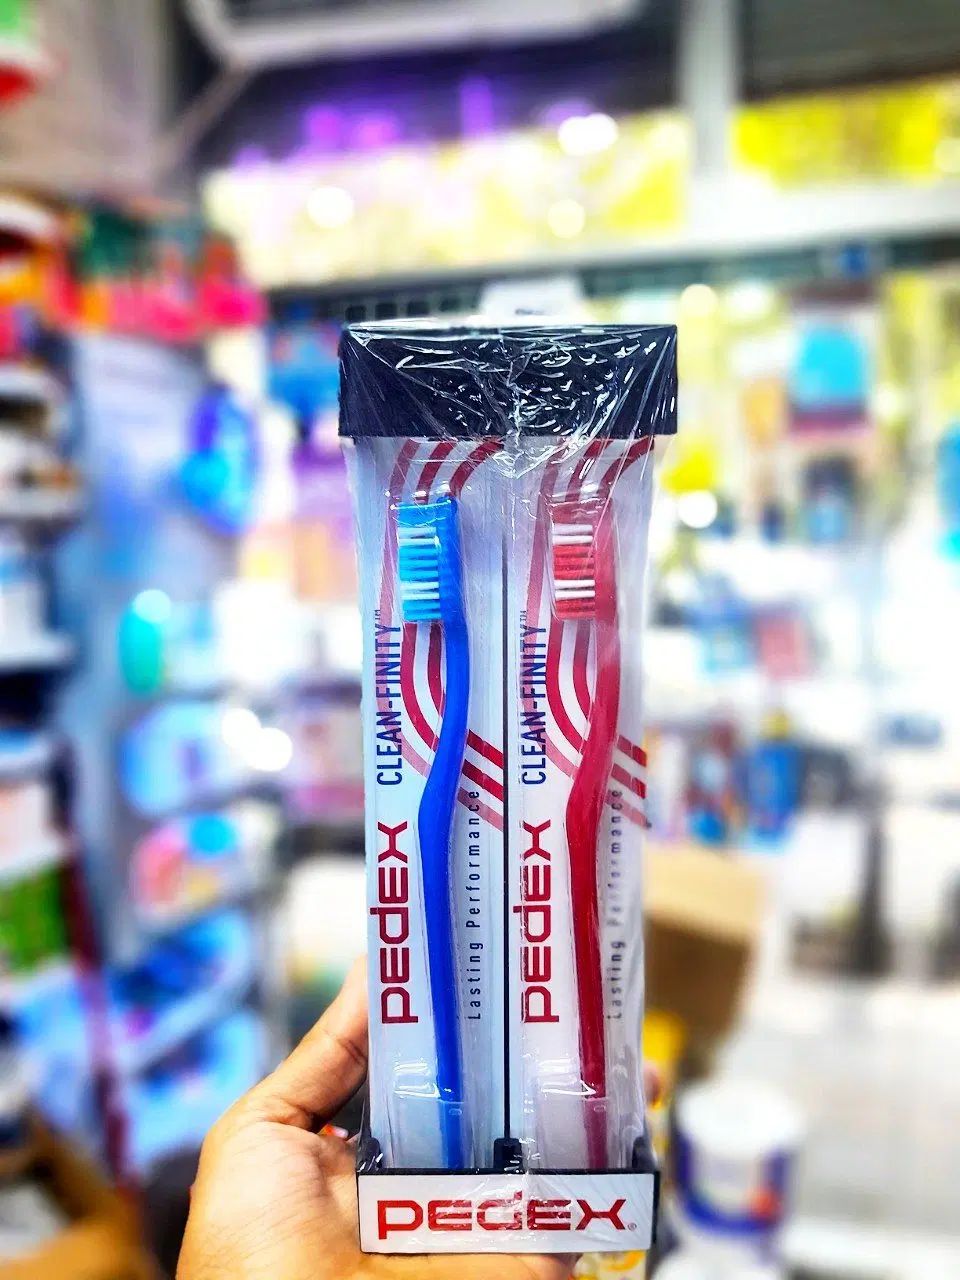 CLEAN-FINITY™
PEDEX
Lasting Performance
CLEAN-FINITY™
PEDEX
Lasting Performance
PEDEX®